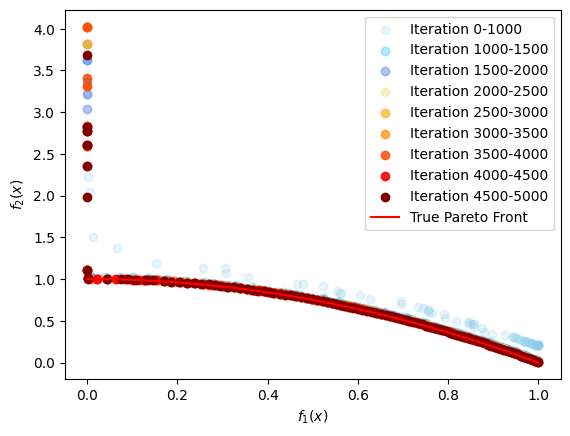 4.0
3.5
3.0
2.5
2.0
1.5
1.0
0.5
0.0
f₂(x)
Iteration 0-1000
Iteration 1000-1500
Iteration 1500-2000
Iteration 2000-2500
Iteration 2500-3000
Iteration 3000-3500
Iteration 3500-4000
Iteration 4000-4500
Iteration 4500-5000
True Pareto Front
0.0 0.2 0.4 0.6 0.8 1.0
f₁(x)